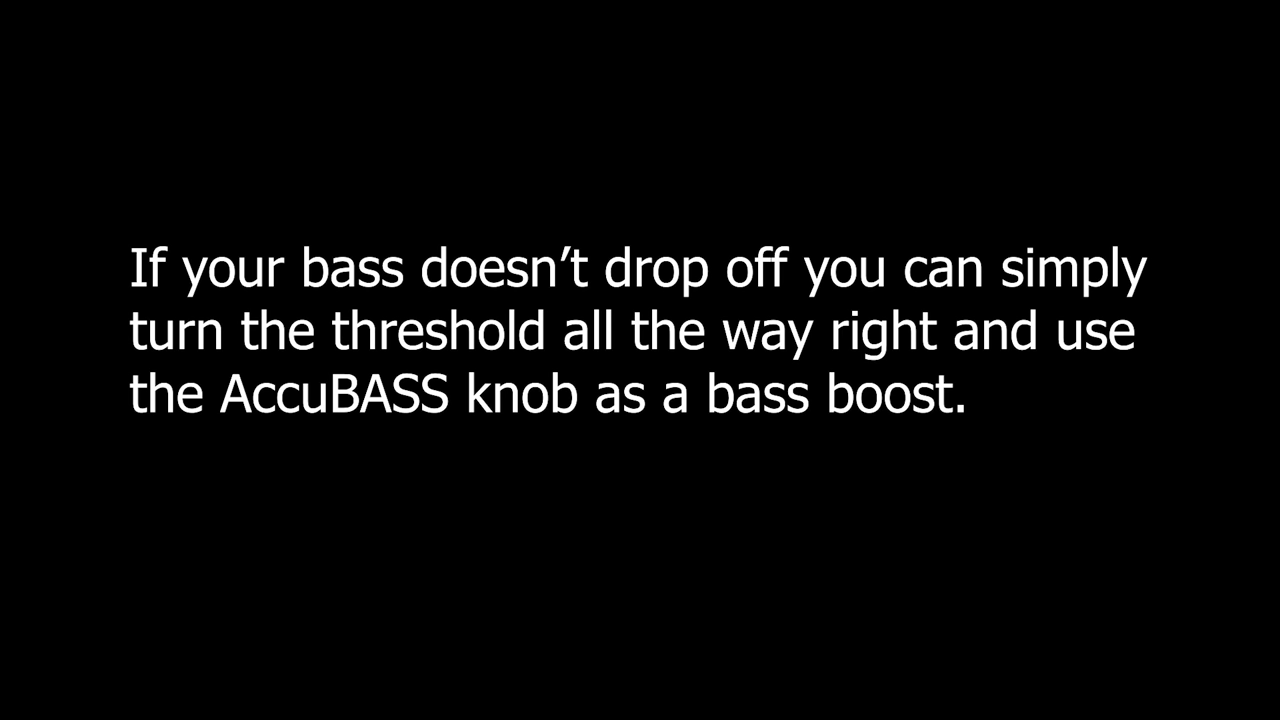 If your bass doesn’t drop off you can simply
turn the threshold all the way right and use
the AccuBASS knob as a bass boost.